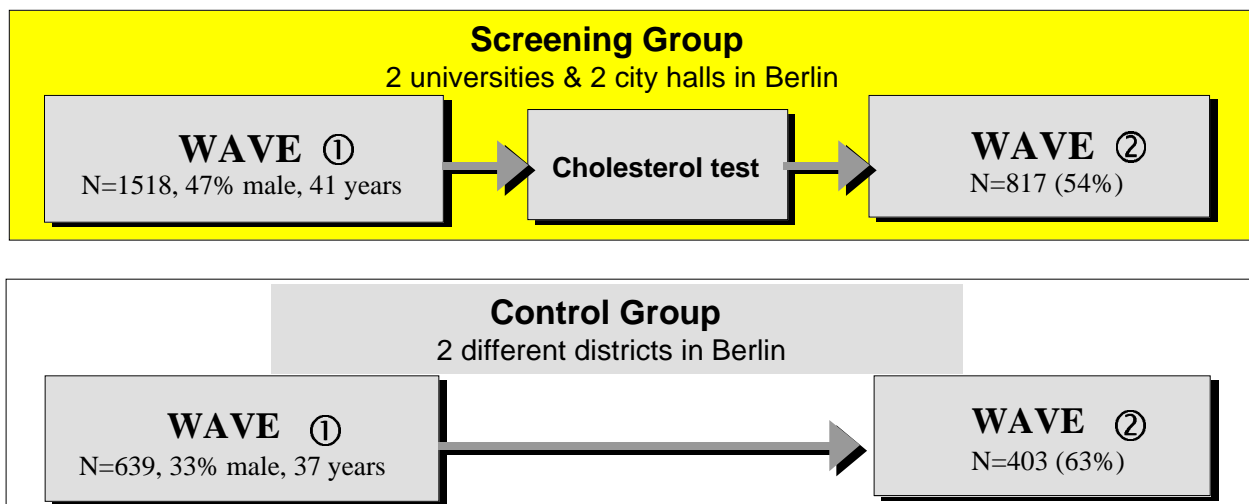 Screening Group
2 universities & 2 city halls in Berlin
WAVE ①
N=1518, 47% male, 41 years
Cholesterol test
WAVE ②
N=817 (54%)
Control Group
2 different districts in Berlin
WAVE ①
N=639, 33% male, 37 years
WAVE ②
N=403 (63%)